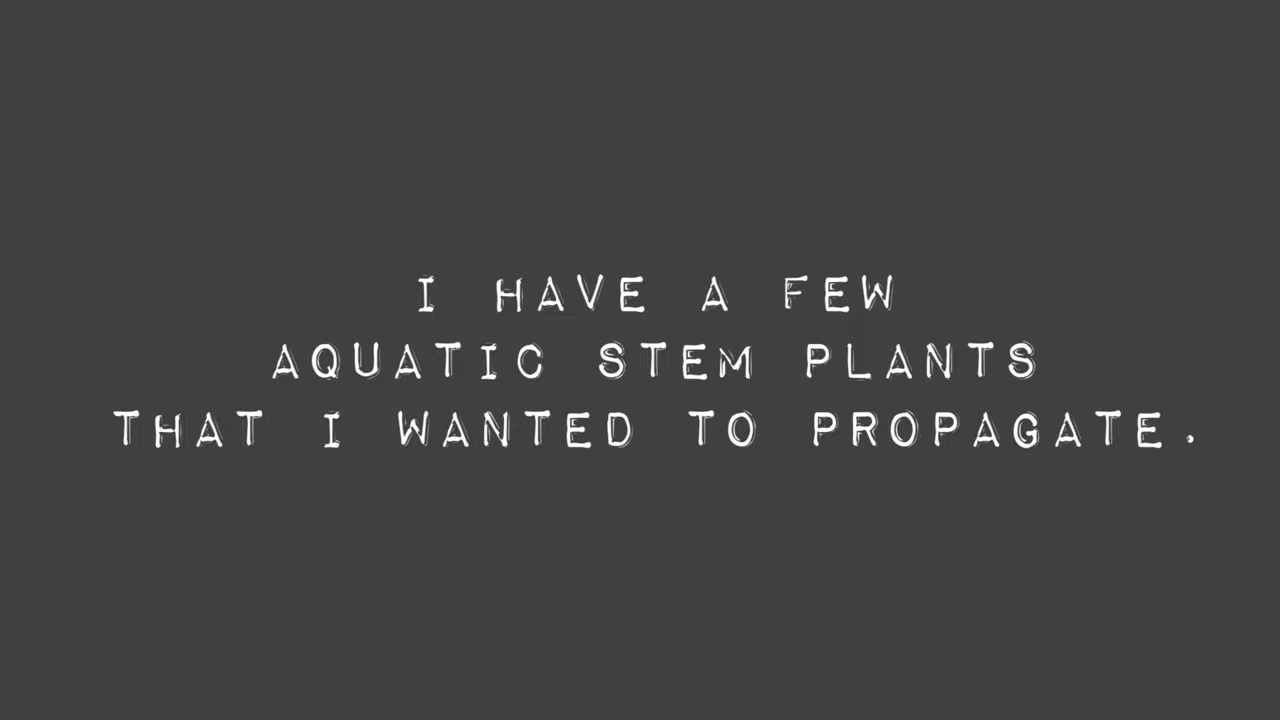 I HAVE A FEW
AQUATIC STEM PLANTS
THAT I WANTED TO PROPAGATE.